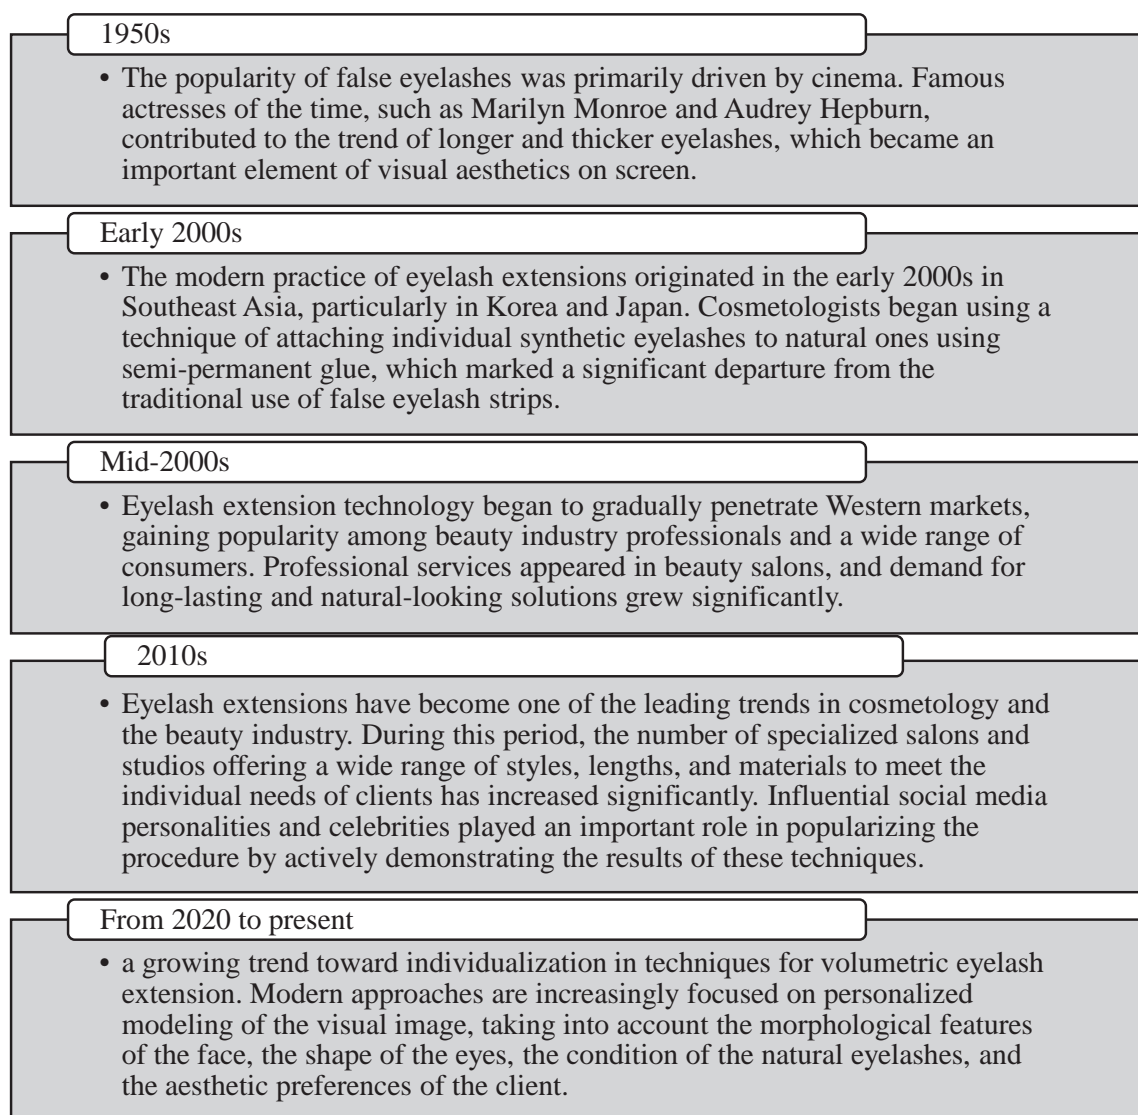 1950s
• The popularity of false eyelashes was primarily driven by cinema. Famous
actresses of the time, such as Marilyn Monroe and Audrey Hepburn,
contributed to the trend of longer and thicker eyelashes, which became an
important element of visual aesthetics on screen.
Early 2000s
• The modern practice of eyelash extensions originated in the early 2000s in
Southeast Asia, particularly in Korea and Japan. Cosmetologists began using a
technique of attaching individual synthetic eyelashes to natural ones using
semi-permanent glue, which marked a significant departure from the
traditional use of false eyelash strips.
Mid-2000s
• Eyelash extension technology began to gradually penetrate Western markets,
gaining popularity among beauty industry professionals and a wide range of
consumers. Professional services appeared in beauty salons, and demand for
long-lasting and natural-looking solutions grew significantly.
2010s
• Eyelash extensions have become one of the leading trends in cosmetology and
the beauty industry. During this period, the number of specialized salons and
studios offering a wide range of styles, lengths, and materials to meet the
individual needs of clients has increased significantly. Influential social media
personalities and celebrities played an important role in popularizing the
procedure by actively demonstrating the results of these techniques.
From 2020 to present
• a growing trend toward individualization in techniques for volumetric eyelash
extension. Modern approaches are increasingly focused on personalized
modeling of the visual image, taking into account the morphological features
of the face, the shape of the eyes, the condition of the natural eyelashes, and
the aesthetic preferences of the client.